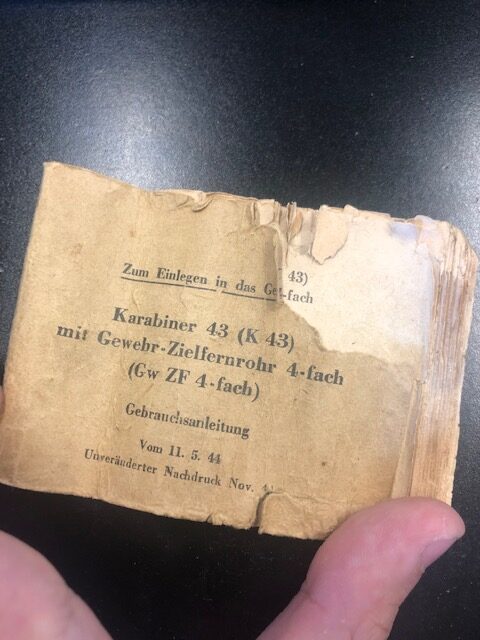 43)
Zum Einlegen in das -fach
Karabiner 43 (K 43)
mit Gewehr-Zielfernrohr 4-fach
(Gw ZF 4-fach)
Gebrauchsanleitung
Vom 11. 5. 44
Unveränderter Nachdruck Nov.